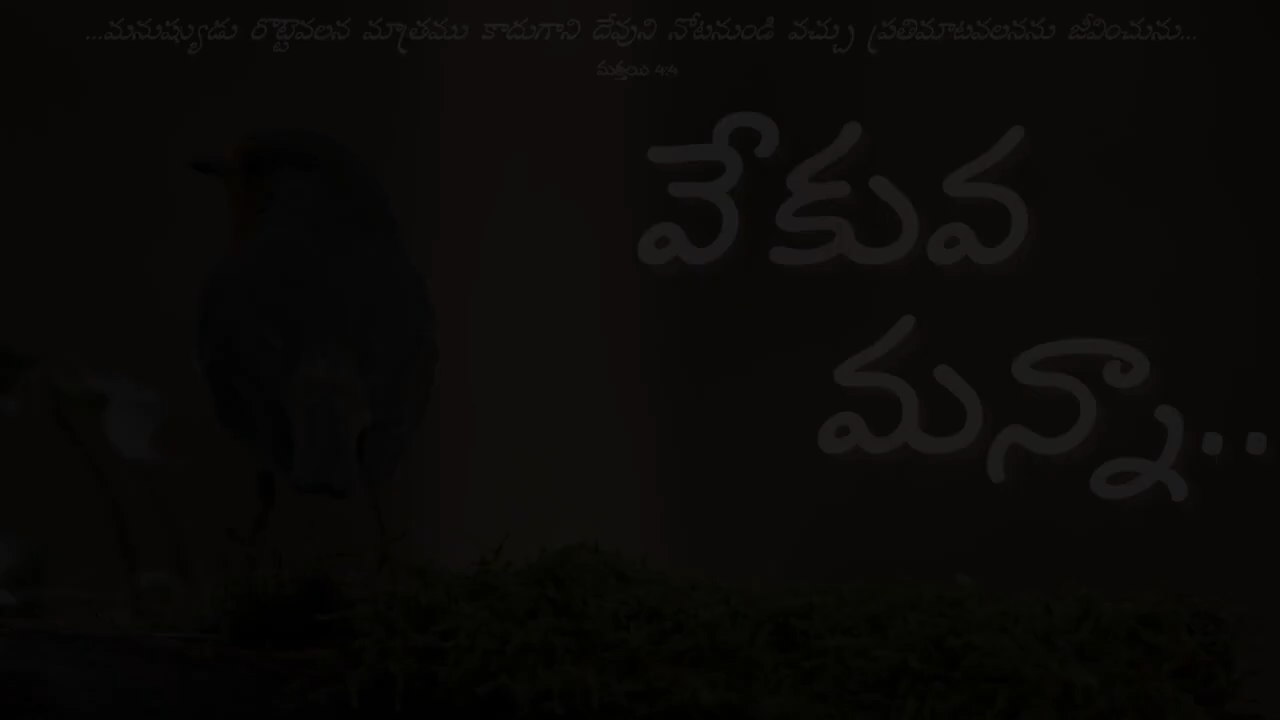 ...మనుష్యుడు రొట్టెవలన మాత్రము కాదుగాని దేవుని నోటనుండి వచ్చు ప్రతిమాటవలనను జీవించును...
మత్తయి 4:4
వేకువ
మన్నా..